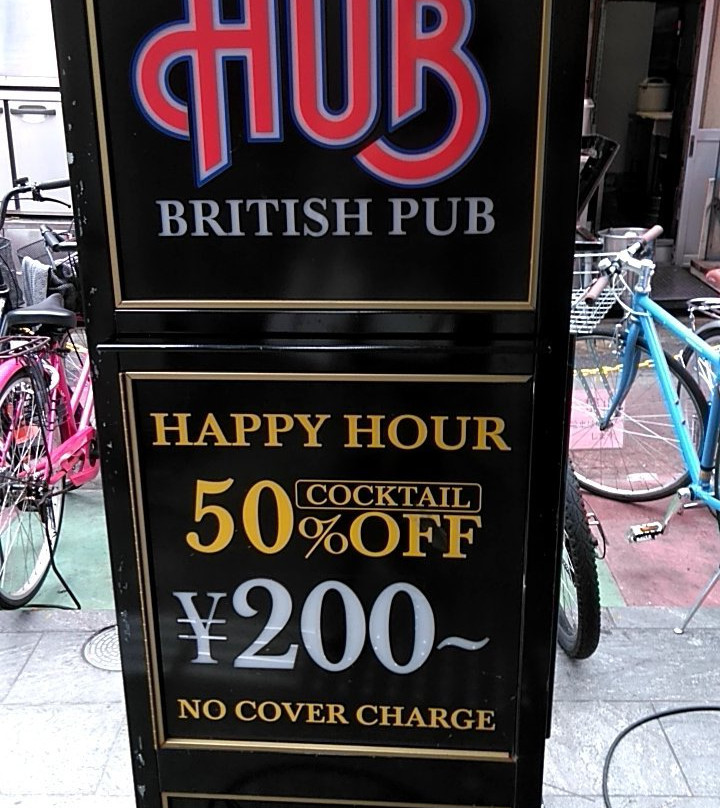 HUB
BRITISH PUB
HAPPY HOUR
50%OFF COCKTAIL
¥200~
NO COVER CHARGE